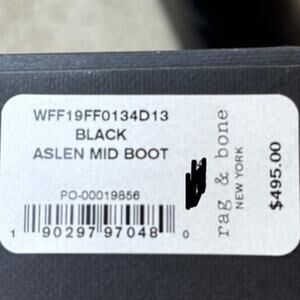 WFF19FF0134D13
BLACK
ASLEN MID BOOT
PO-00019856
1 90297 97048 0
rag & bone
NEW YORK
$495.00